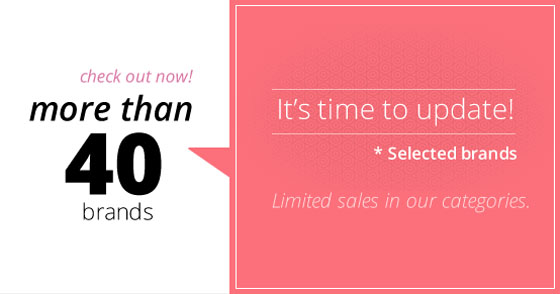 check out now!
more than
40
brands
It's time to update!
* Selected brands
Limited sales in our categories.